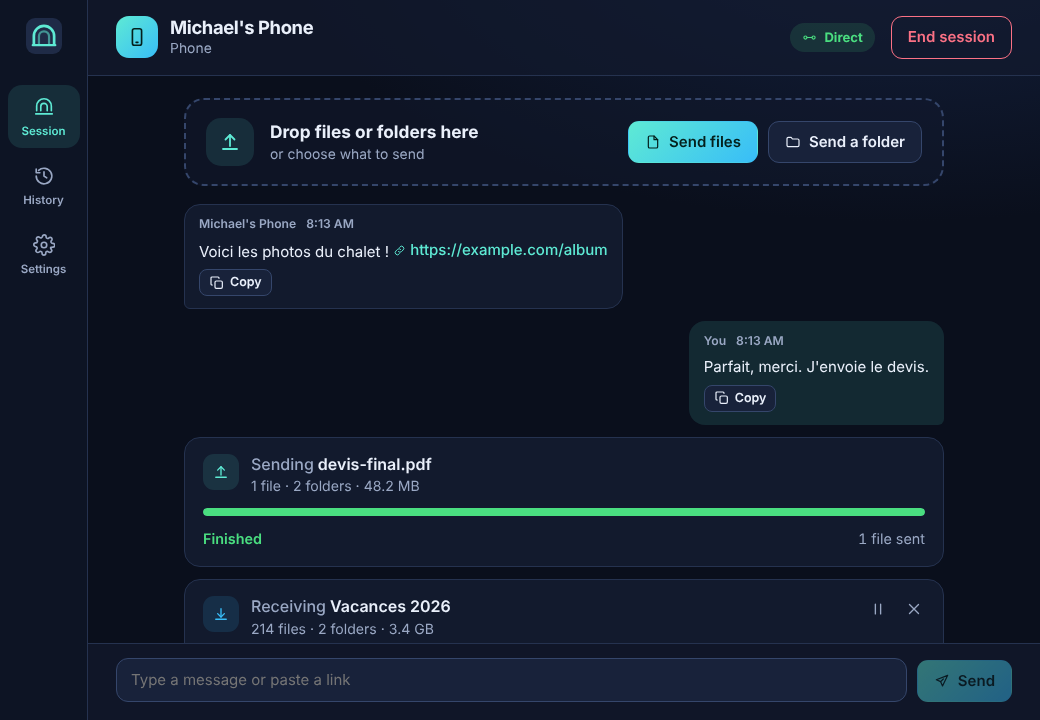 Michael's Phone
Phone
Direct
End session
Session
History
Settings
Drop files or folders here
or choose what to send
Send files
Send a folder
Michael's Phone 8:13 AM
Voici les photos du chalet ! https://example.com/album
Copy
You 8:13 AM
Parfait, merci. J'envoie le devis.
Copy
Sending devis-final.pdf
1 file · 2 folders · 48.2 MB
Finished
1 file sent
Receiving Vacances 2026
214 files · 2 folders · 3.4 GB
Type a message or paste a link
Send